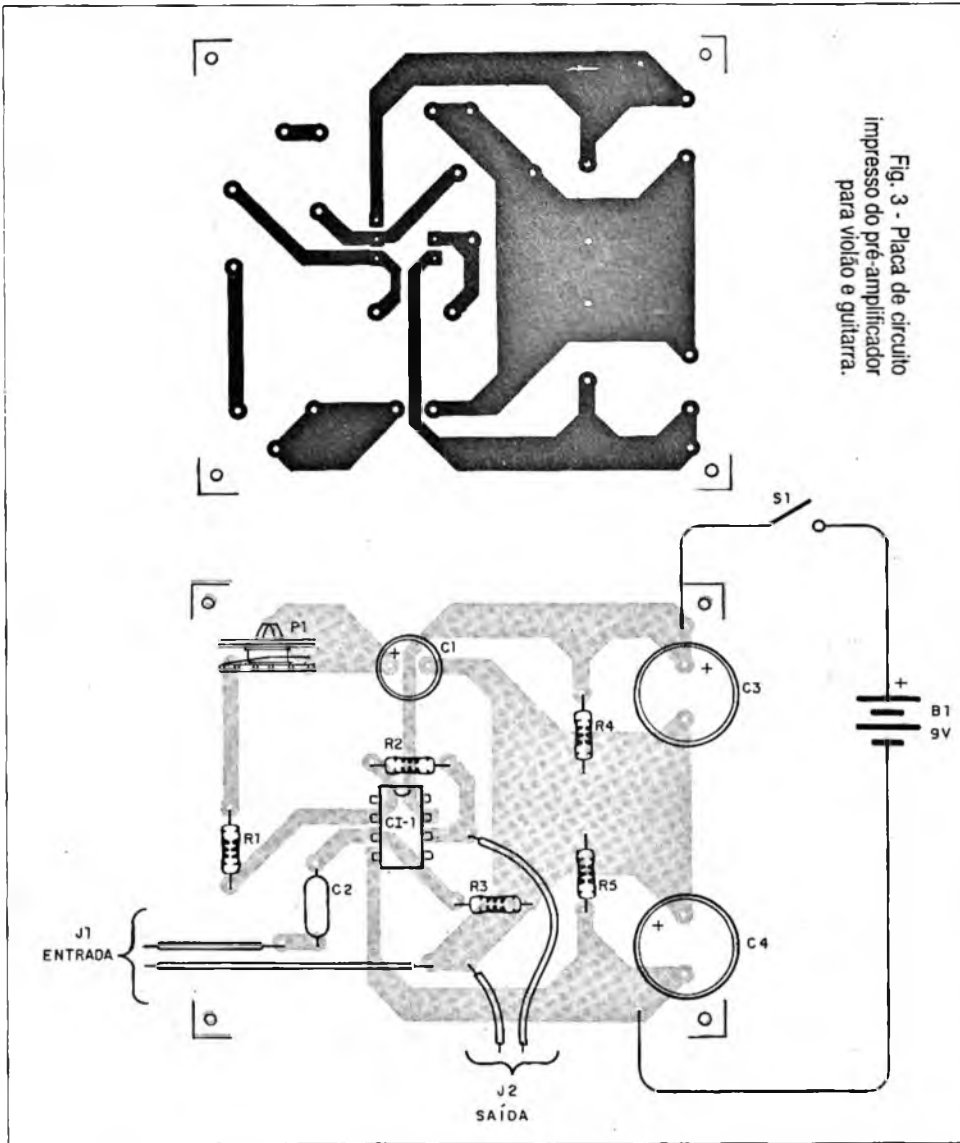 Fig. 3 - Placa de circuito
impresso do pré-amplificador
para violão e guitarra.
S1
P1
+
C1
+
C3
+
B1
9V
R4
R2
CI-1
R1
C2
R3
R5
+
C4
J1
ENTRADA
J2
SAÍDA